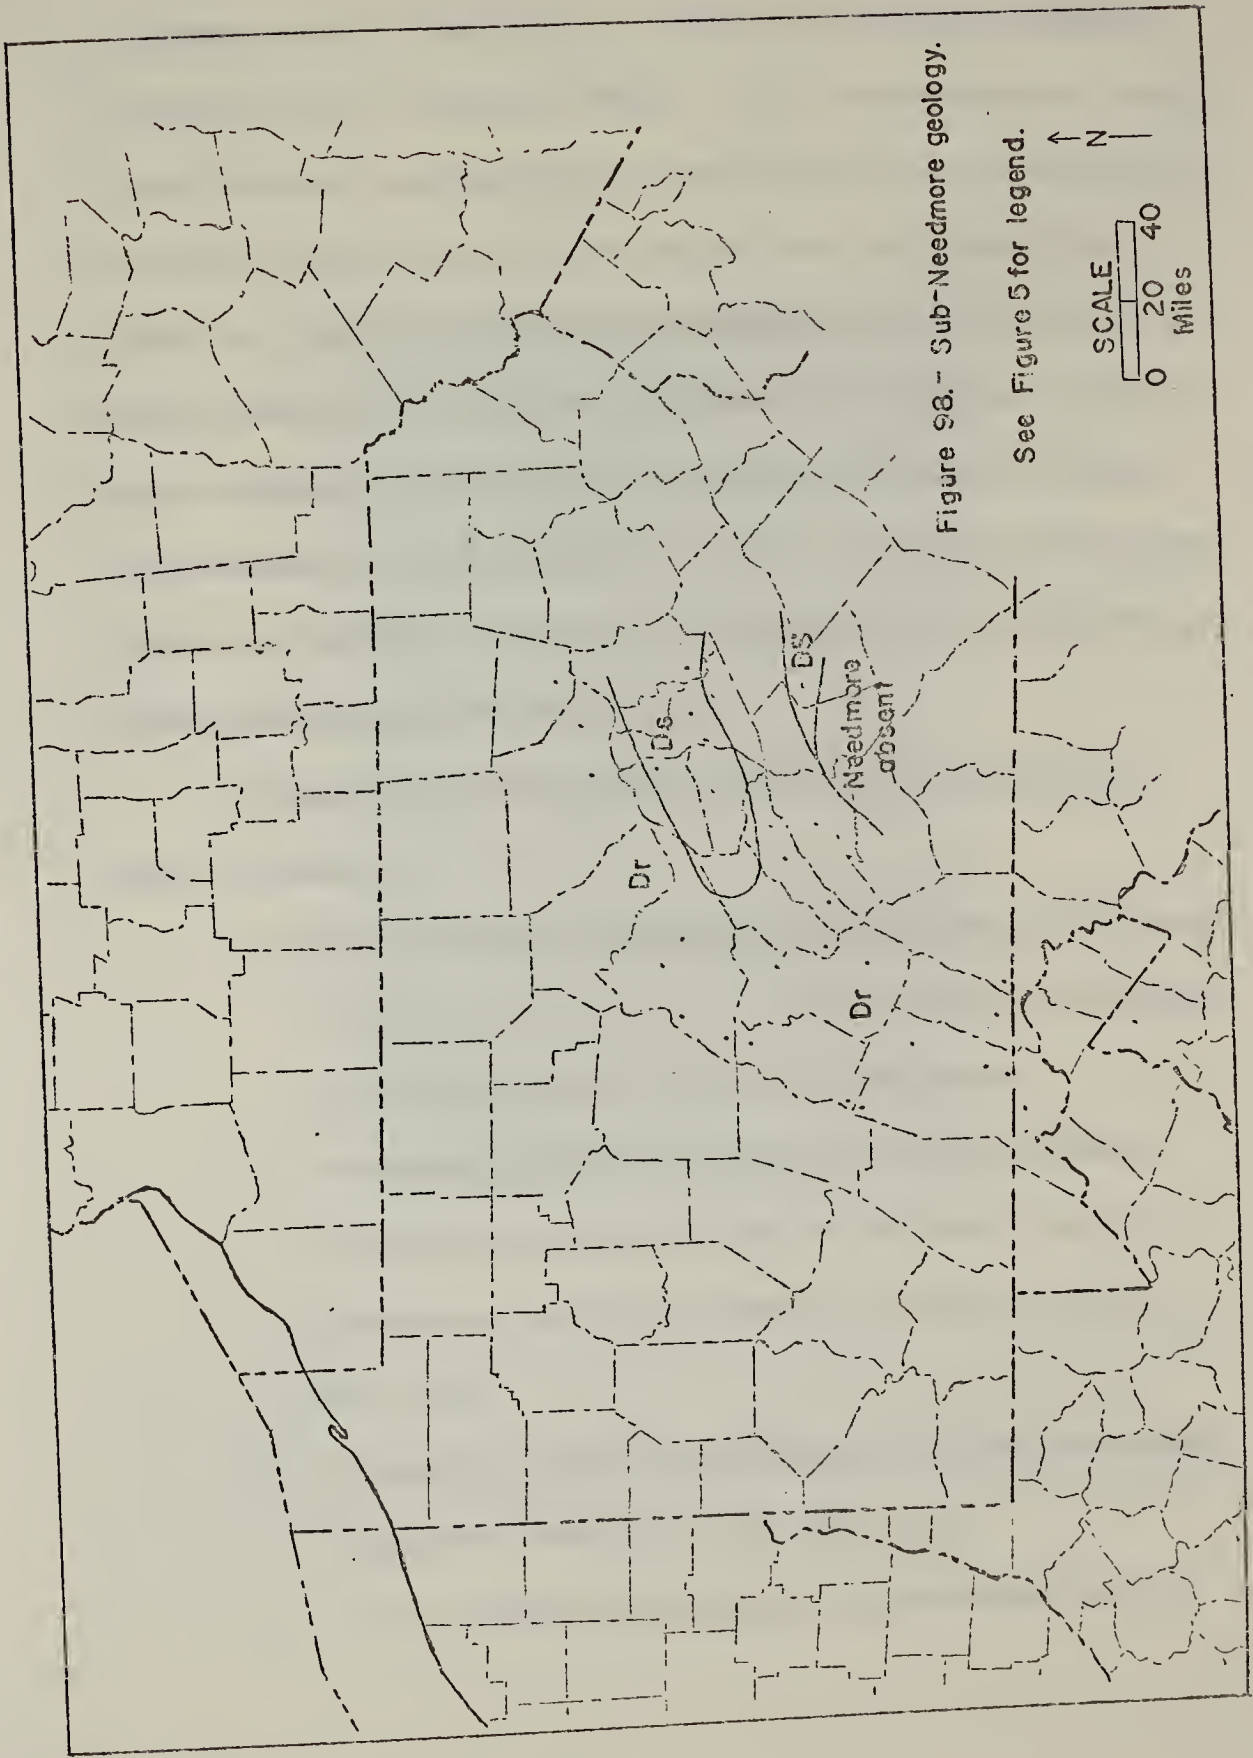 Ds
Dr
DS
Needmore
absent
Dr
Figure 98.- Sub-Needmore geology.
See Figure 5 for legend.
N
SCALE
0 20 40
Miles